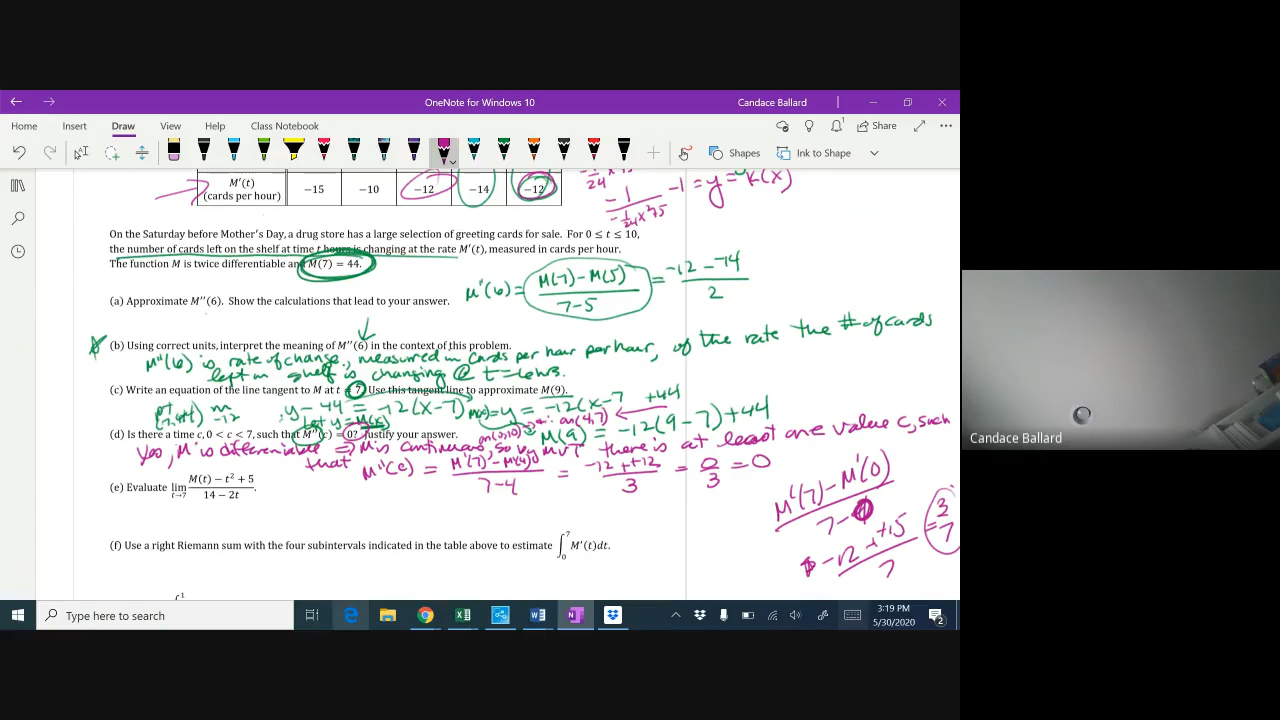 OneNote for Windows 10
Candace Ballard
Home Insert Draw View Help Class Notebook
Share
Shapes Ink to Shape
M′(t) (cards per hour) −15 −10 −12 −14 −12
−1 = y = K(x)
On the Saturday before Mother's Day, a drug store has a large selection of greeting cards for sale. For 0 ≤ t ≤ 10,
the number of cards left on the shelf at time t hours is changing at the rate M′(t), measured in cards per hour.
The function M is twice differentiable and M(7) = 44.
(a) Approximate M″(6). Show the calculations that lead to your answer.
M"(6) = M(7) − M(5) / 7−5 = −12 − −14 / 2
(b) Using correct units, interpret the meaning of M″(6) in the context of this problem.
M"(6) is rate of change, measured in cards per hour per hour, of the rate the # of cards
left in shelf is changing @ t=6hrs.
(c) Write an equation of the line tangent to M at t = 7. Use this tangent line to approximate M(9).
y − 44 = −12(x−7)
y = −12(x−7) +44
M(9) = −12(9−7)+44
(d) Is there a time c, 0 < c < 7, such that M″(c) = 0? Justify your answer.
Yes, M' is differentiable ⇒ M' is continuous, so by MVT there is at least one value c, such
that M"(c) = M'(7) − M'(4) / 7−4 = −12 + +12 / 3 = 0/3 = 0
M'(7) − M'(0)
−12 + +15 / 7 = 3/7
(e) Evaluate lim t→7 M(t) − t² + 5 / 14 − 2t.
(f) Use a right Riemann sum with the four subintervals indicated in the table above to estimate ∫₀⁷ M′(t)dt.
Candace Ballard
Type here to search
3:19 PM
5/30/2020
2